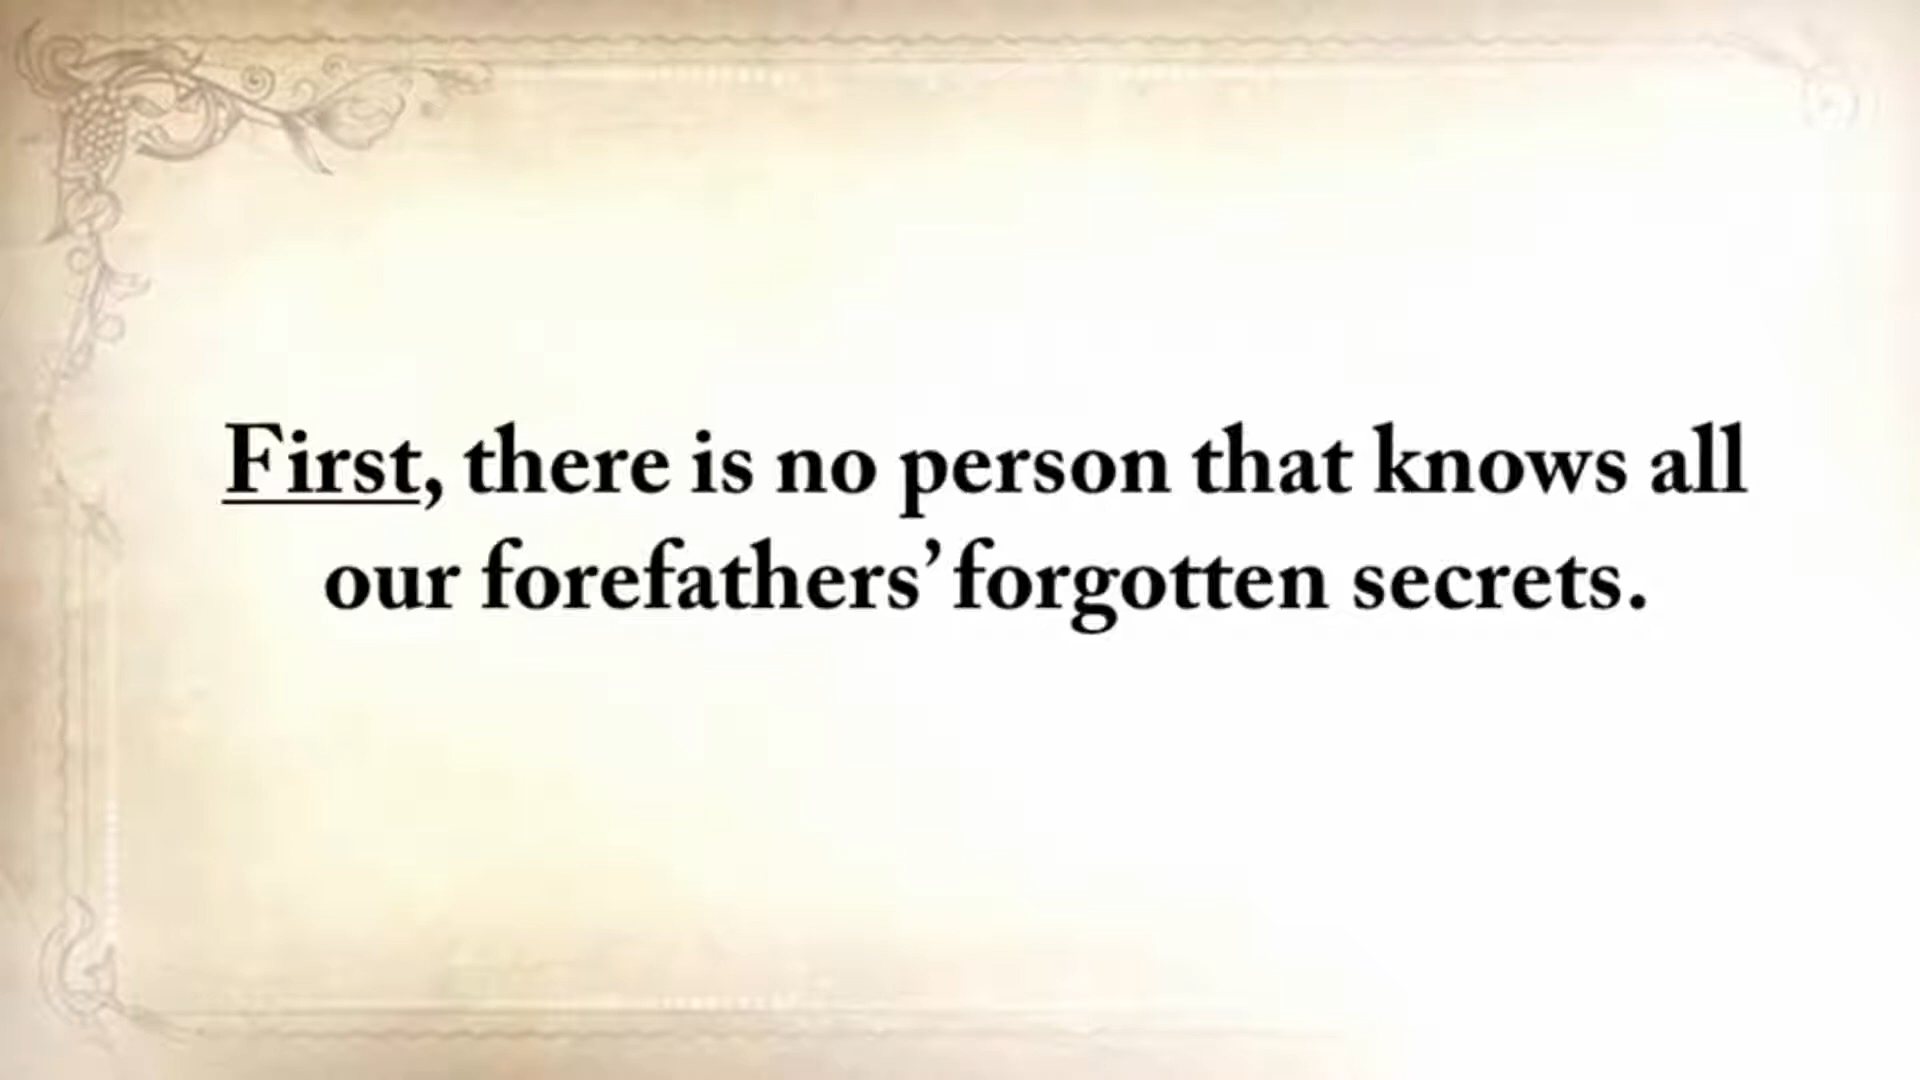 First, there is no person that knows all
our forefathers’ forgotten secrets.